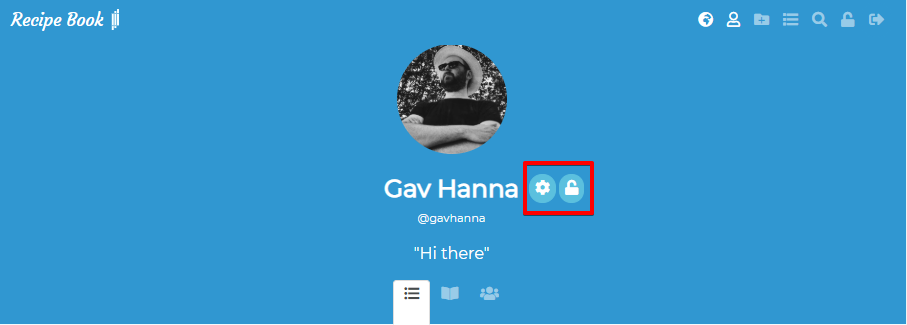 Recipe Book
Gav Hanna
@gavhanna
"Hi there"